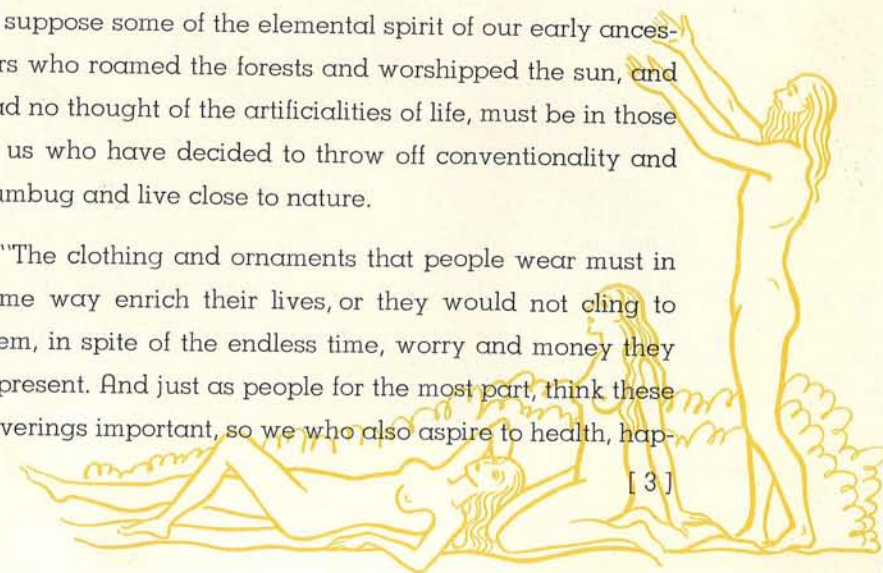 suppose some of the elemental spirit of our early ances-
rs who roamed the forests and worshipped the sun, and
d no thought of the artificialities of life, must be in those
us who have decided to throw off conventionality and
umbug and live close to nature.
"The clothing and ornaments that people wear must in
me way enrich their lives, or they would not cling to
em, in spite of the endless time, worry and money they
present. And just as people for the most part, think these
verings important, so we who also aspire to health, hap-
[ 3 ]